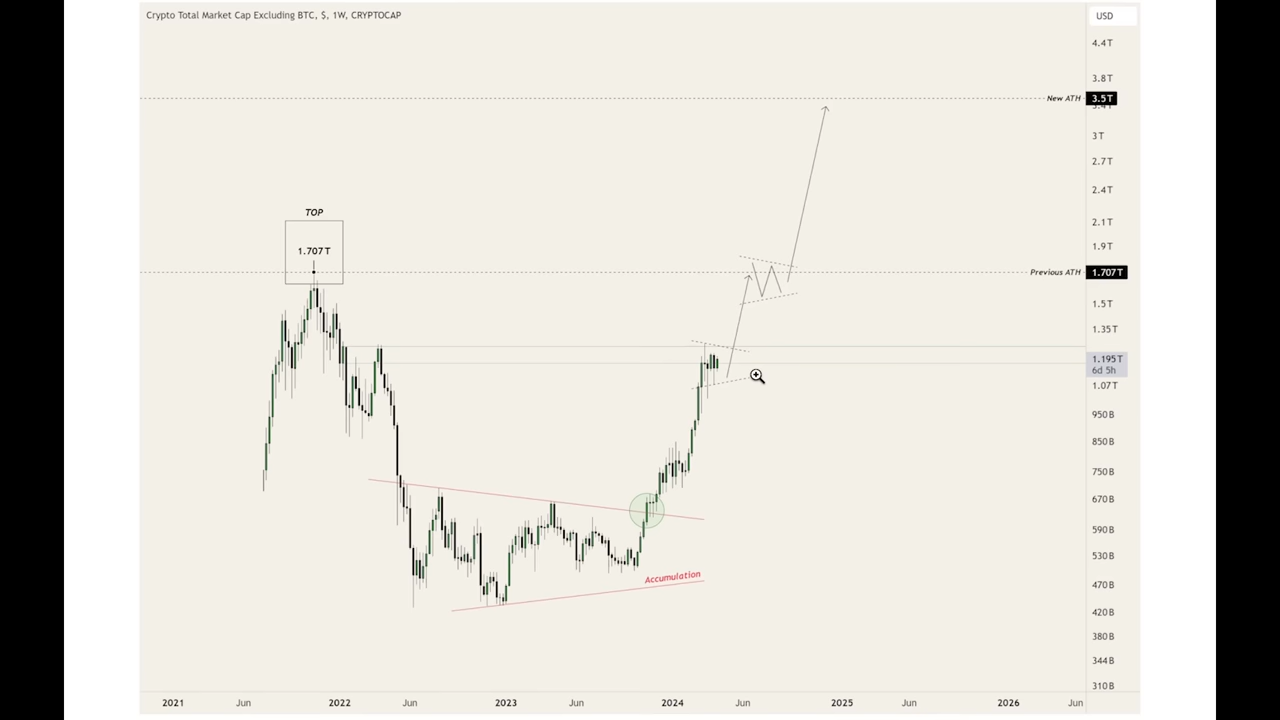 Crypto Total Market Cap Excluding BTC, $, 1W, CRYPTOCAP
USD
4.4T
3.8T
New ATH 3.5T
3.4T
3T
2.7T
2.4T
TOP
2.1T
1.707T
1.9T
Previous ATH 1.707T
1.5T
1.35T
1.195T
6d 5h
1.07T
950B
850B
750B
670B
590B
530B
Accumulation
470B
420B
380B
344B
310B
2021 Jun 2022 Jun 2023 Jun 2024 Jun 2025 Jun 2026 Jun